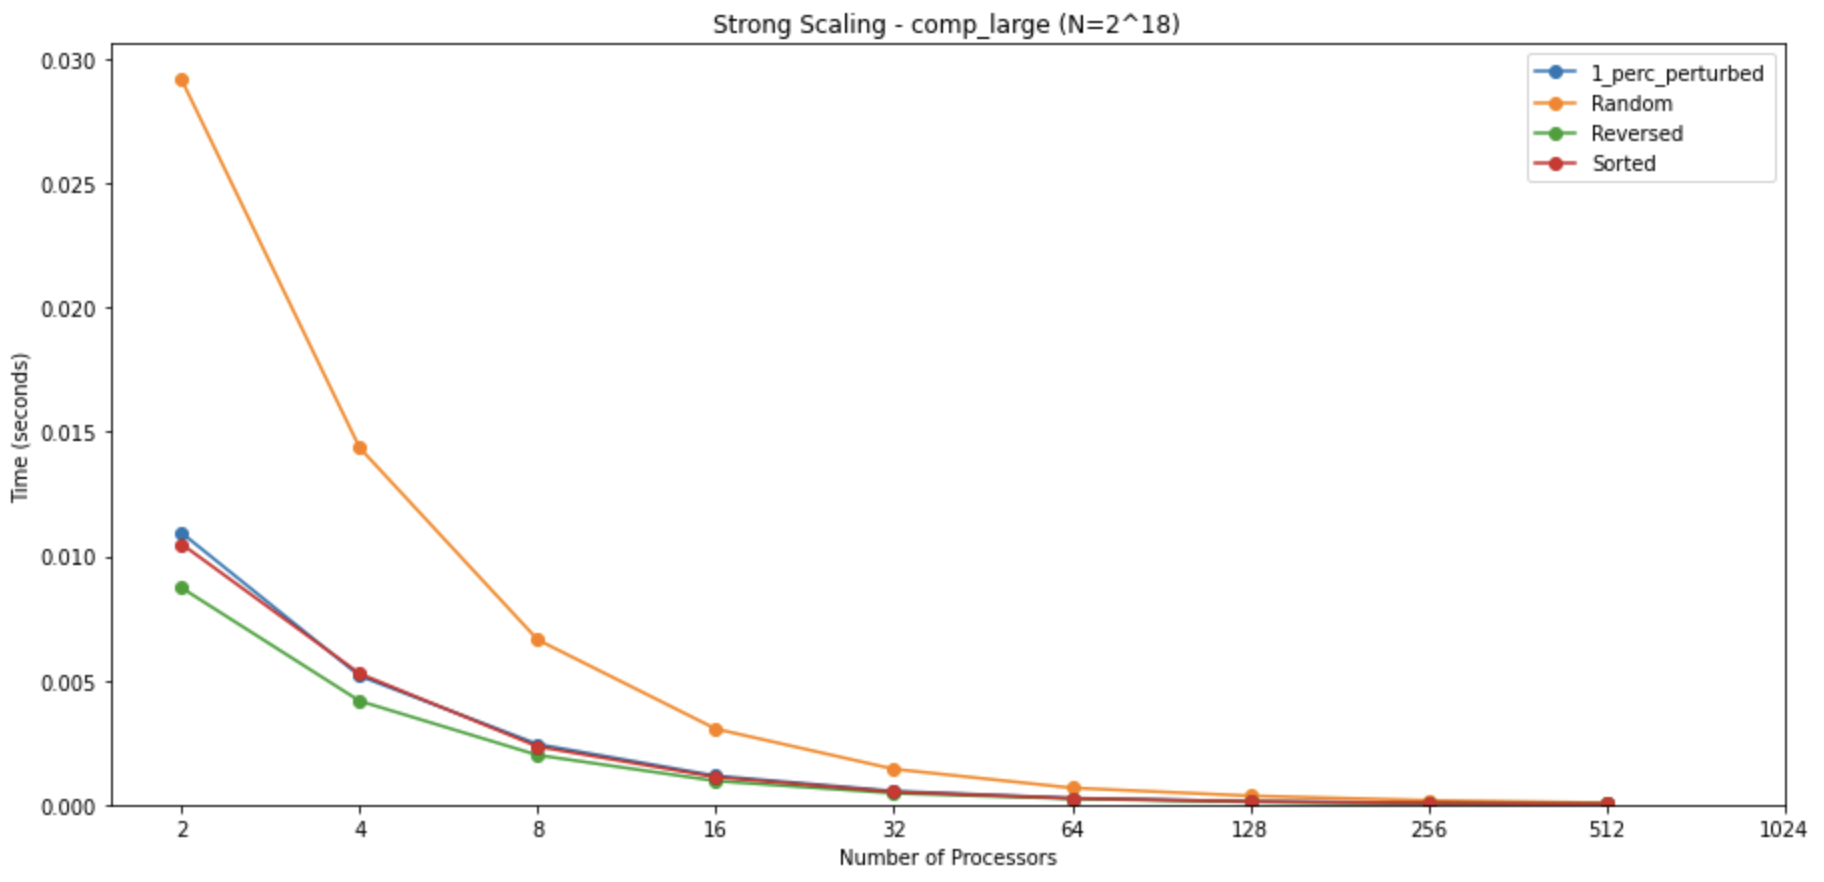 Strong Scaling - comp_large (N=2^18)
0.030
0.025
0.020
0.015
0.010
0.005
0.000
Time (seconds)
1_perc_perturbed
Random
Reversed
Sorted
2 4 8 16 32 64 128 256 512 1024
Number of Processors